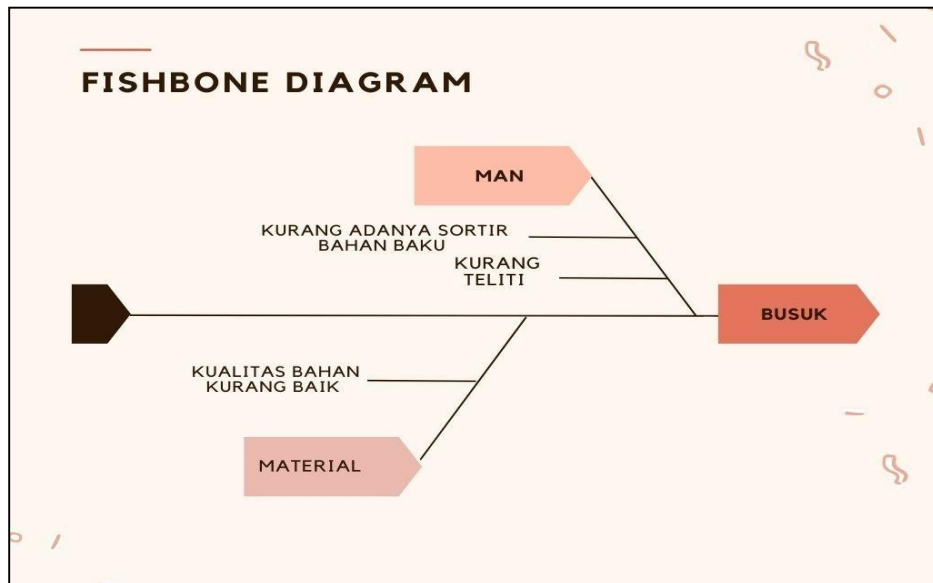 FISHBONE DIAGRAM
MAN
KURANG ADANYA SORTIR
BAHAN BAKU
KURANG
TELITI
BUSUK
KUALITAS BAHAN
KURANG BAIK
MATERIAL